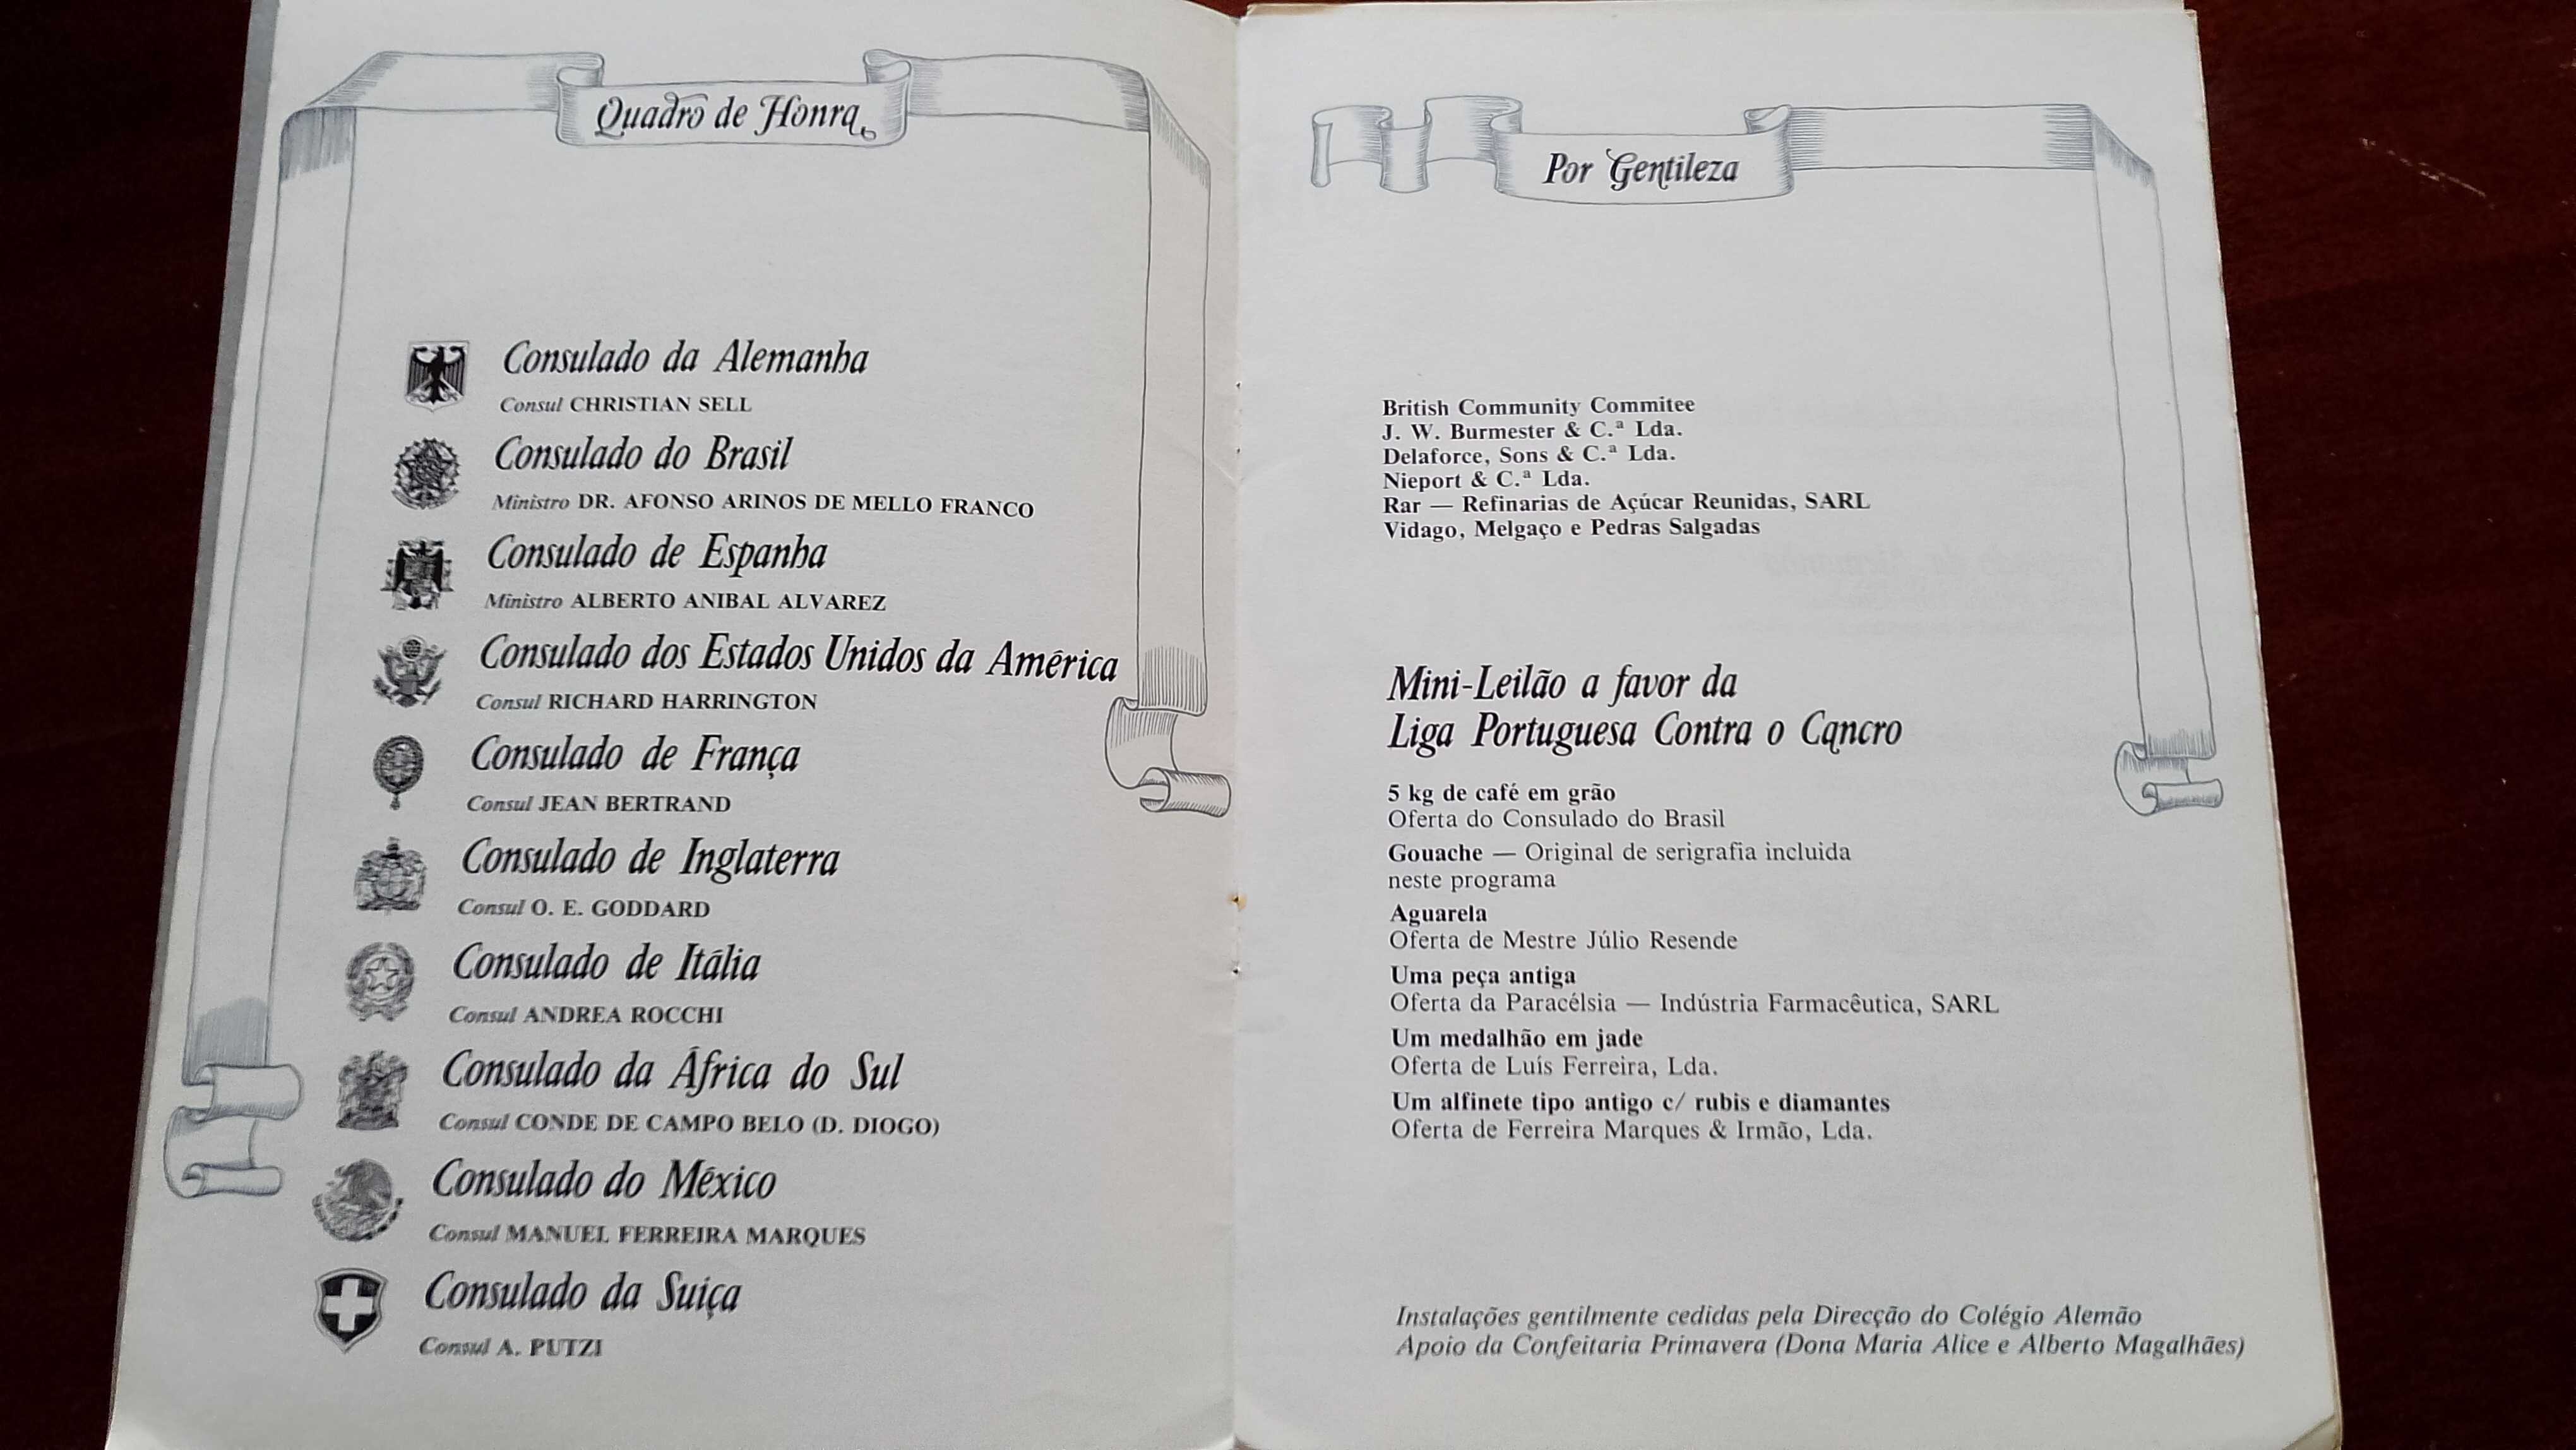 Quadro de Honra
Consulado da Alemanha
Consul CHRISTIAN SELL
Consulado do Brasil
Ministro DR. AFONSO ARINOS DE MELLO FRANCO
Consulado de Espanha
Ministro ALBERTO ANIBAL ALVAREZ
Consulado dos Estados Unidos da América
Consul RICHARD HARRINGTON
Consulado de França
Consul JEAN BERTRAND
Consulado de Inglaterra
Consul O. E. GODDARD
Consulado de Itália
Consul ANDREA ROCCHI
Consulado da África do Sul
Consul CONDE DE CAMPO BELO (D. DIOGO)
Consulado do México
Consul MANUEL FERREIRA MARQUES
Consulado da Suiça
Consul A. PUTZI
Por Gentileza
British Community Commitee
J. W. Burmester & C.ª Lda.
Delaforce, Sons & C.ª Lda.
Nieport & C.ª Lda.
Rar — Refinarias de Açúcar Reunidas, SARL
Vidago, Melgaço e Pedras Salgadas
Mini-Leilão a favor da
Liga Portuguesa Contra o Cancro
5 kg de café em grão
Oferta do Consulado do Brasil
Gouache — Original de serigrafia incluida
neste programa
Aguarela
Oferta de Mestre Júlio Resende
Uma peça antiga
Oferta da Paracélsia — Indústria Farmacêutica, SARL
Um medalhão em jade
Oferta de Luís Ferreira, Lda.
Um alfinete tipo antigo c/ rubis e diamantes
Oferta de Ferreira Marques & Irmão, Lda.
Instalações gentilmente cedidas pela Direcção do Colégio Alemão
Apoio da Confeitaria Primavera (Dona Maria Alice e Alberto Magalhães)